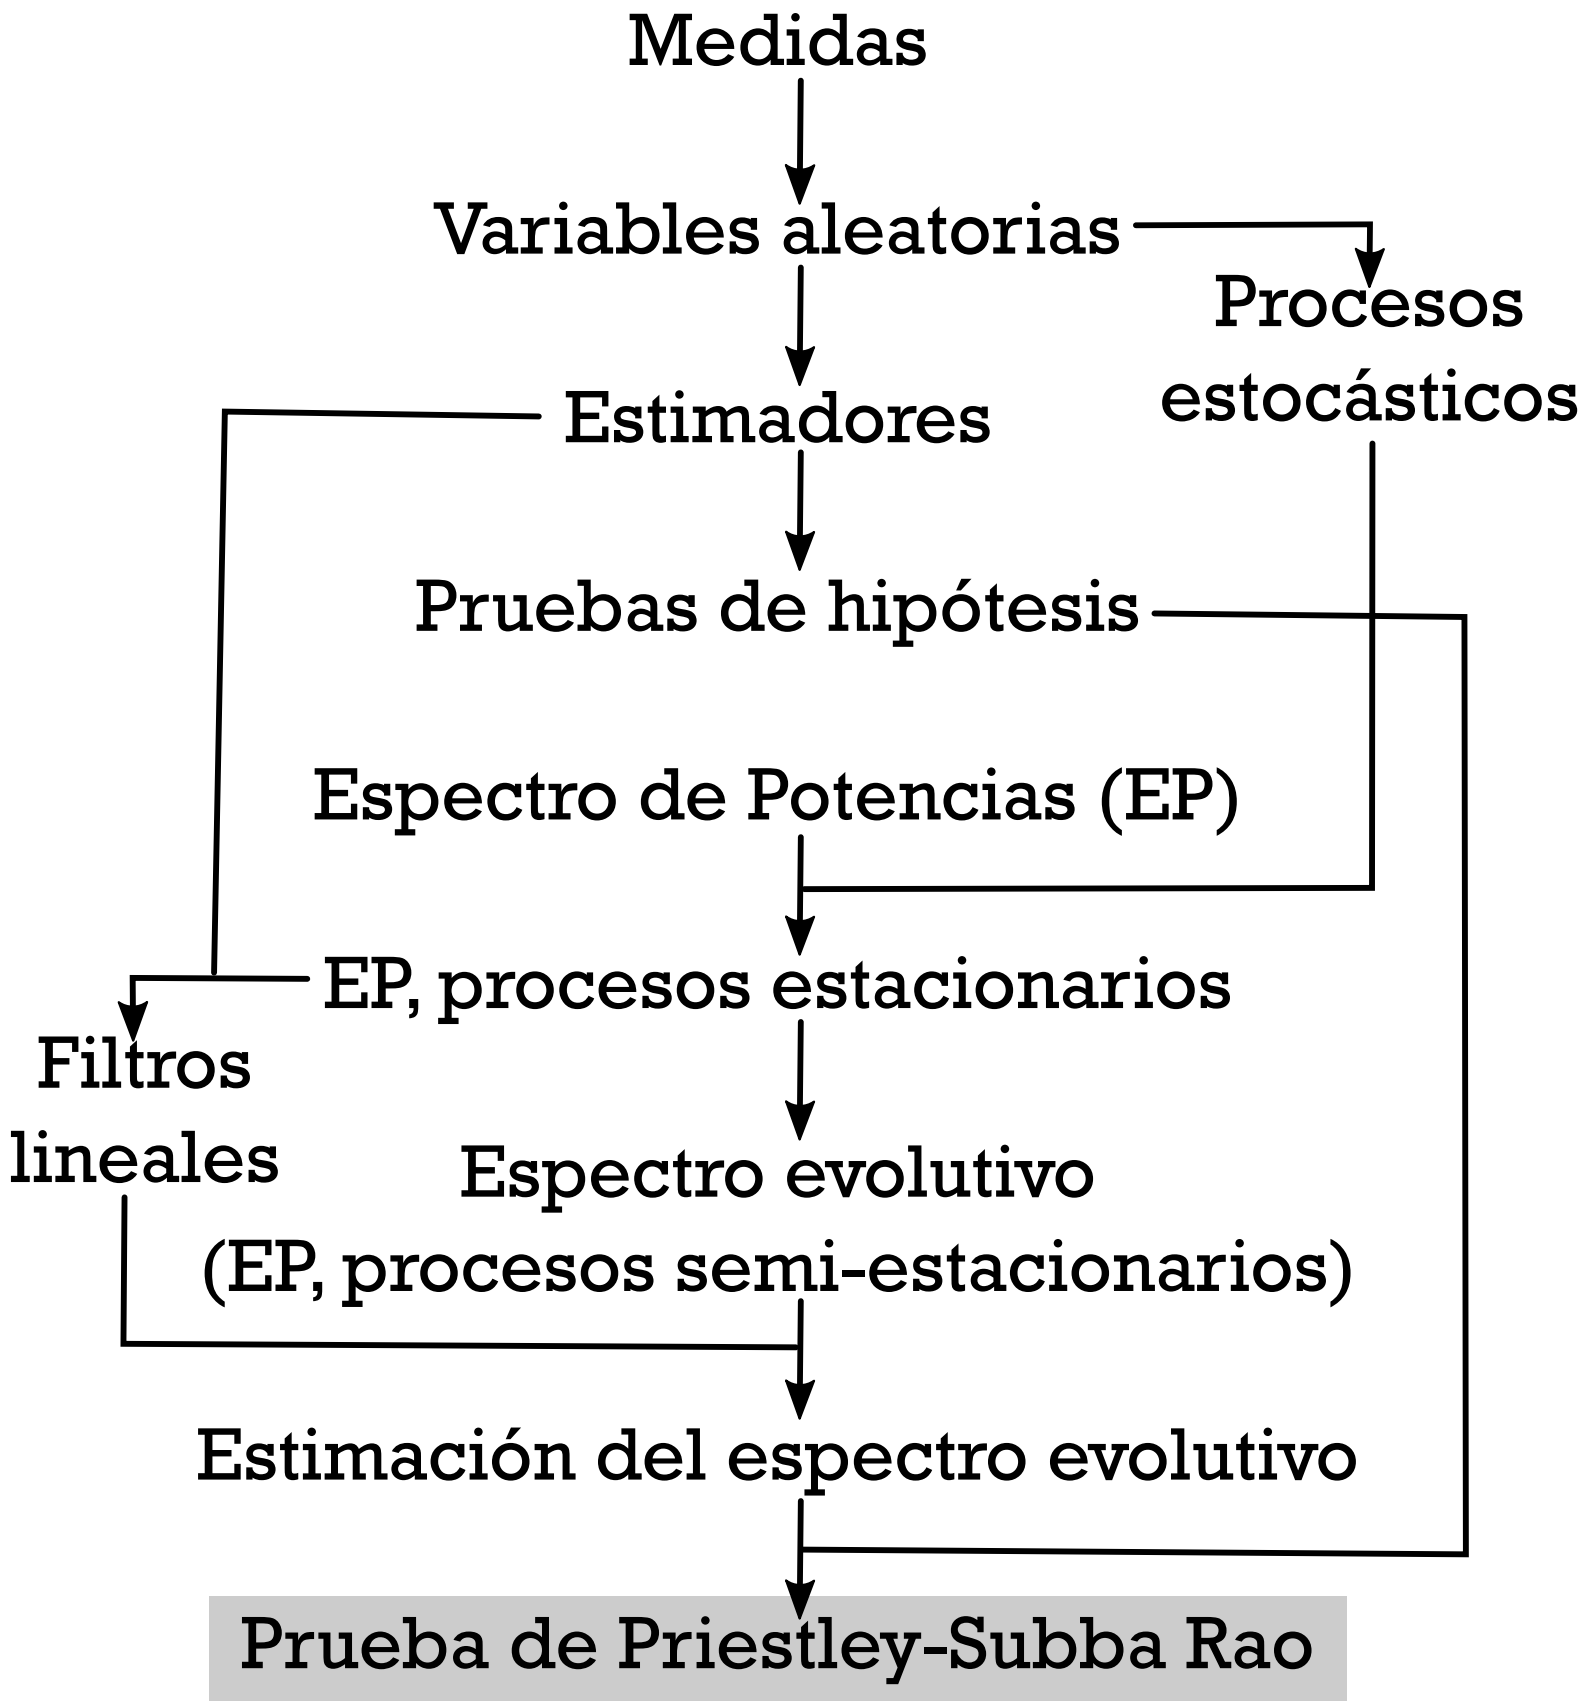 Medidas
Variables aleatorias
Procesos
estocásticos
Estimadores
Pruebas de hipótesis
Espectro de Potencias (EP)
EP, procesos estacionarios
Filtros
lineales
Espectro evolutivo
(EP, procesos semi-estacionarios)
Estimación del espectro evolutivo
Prueba de Priestley-Subba Rao